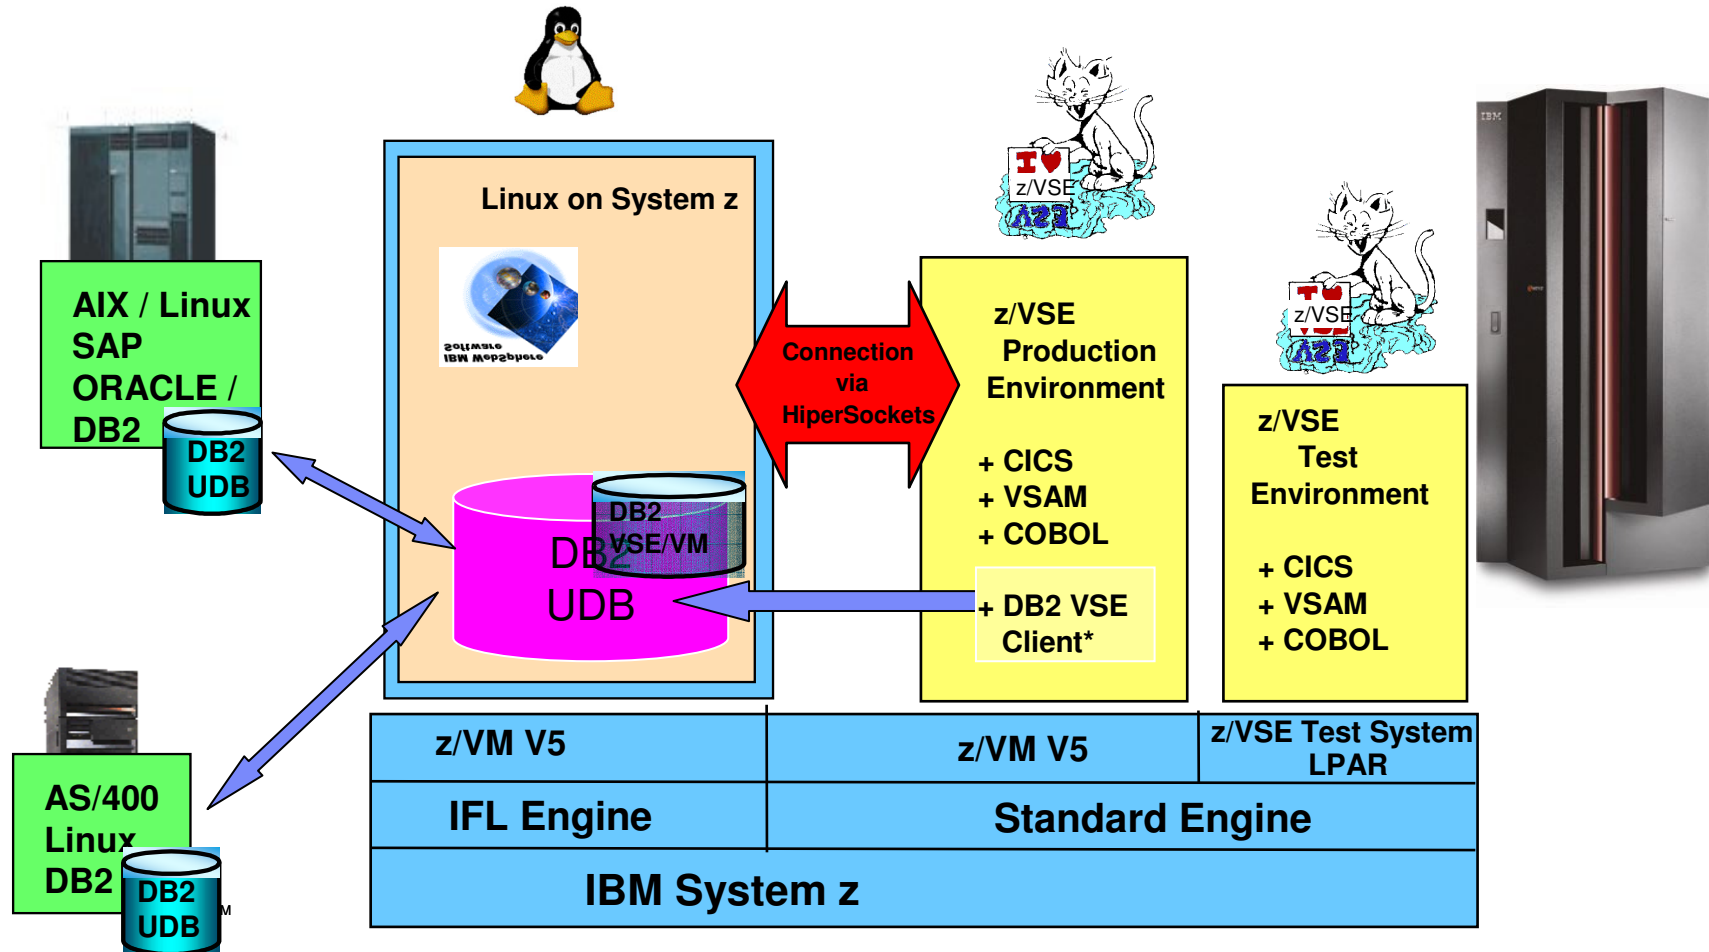 Linux on System z
IBM WebSphere
Software
AIX / Linux
SAP
ORACLE /
DB2
DB2
UDB
Connection
via
HiperSockets
DB2
VSE/VM
DB2
UDB
I
z/VSE
VSE
z/VSE
Production
Environment
+ CICS
+ VSAM
+ COBOL
+ DB2 VSE
Client*
I
z/VSE
VSE
z/VSE
Test
Environment
+ CICS
+ VSAM
+ COBOL
IBM
AS/400
Linux
DB2
DB2
UDB
M
z/VM V5
z/VM V5
z/VSE Test System
LPAR
IFL Engine
Standard Engine
IBM System z